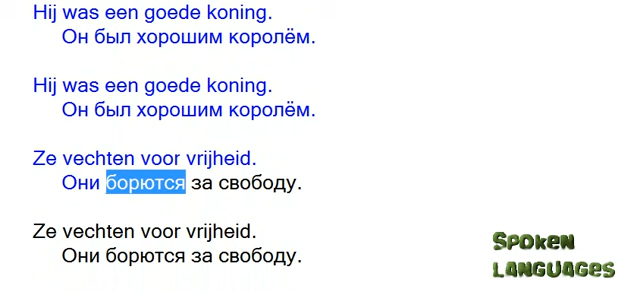 Hij was een goede koning.
Он был хорошим королём.
Hij was een goede koning.
Он был хорошим королём.
Ze vechten voor vrijheid.
Они борются за свободу.
Ze vechten voor vrijheid.
Они борются за свободу.
Spoken
Languages